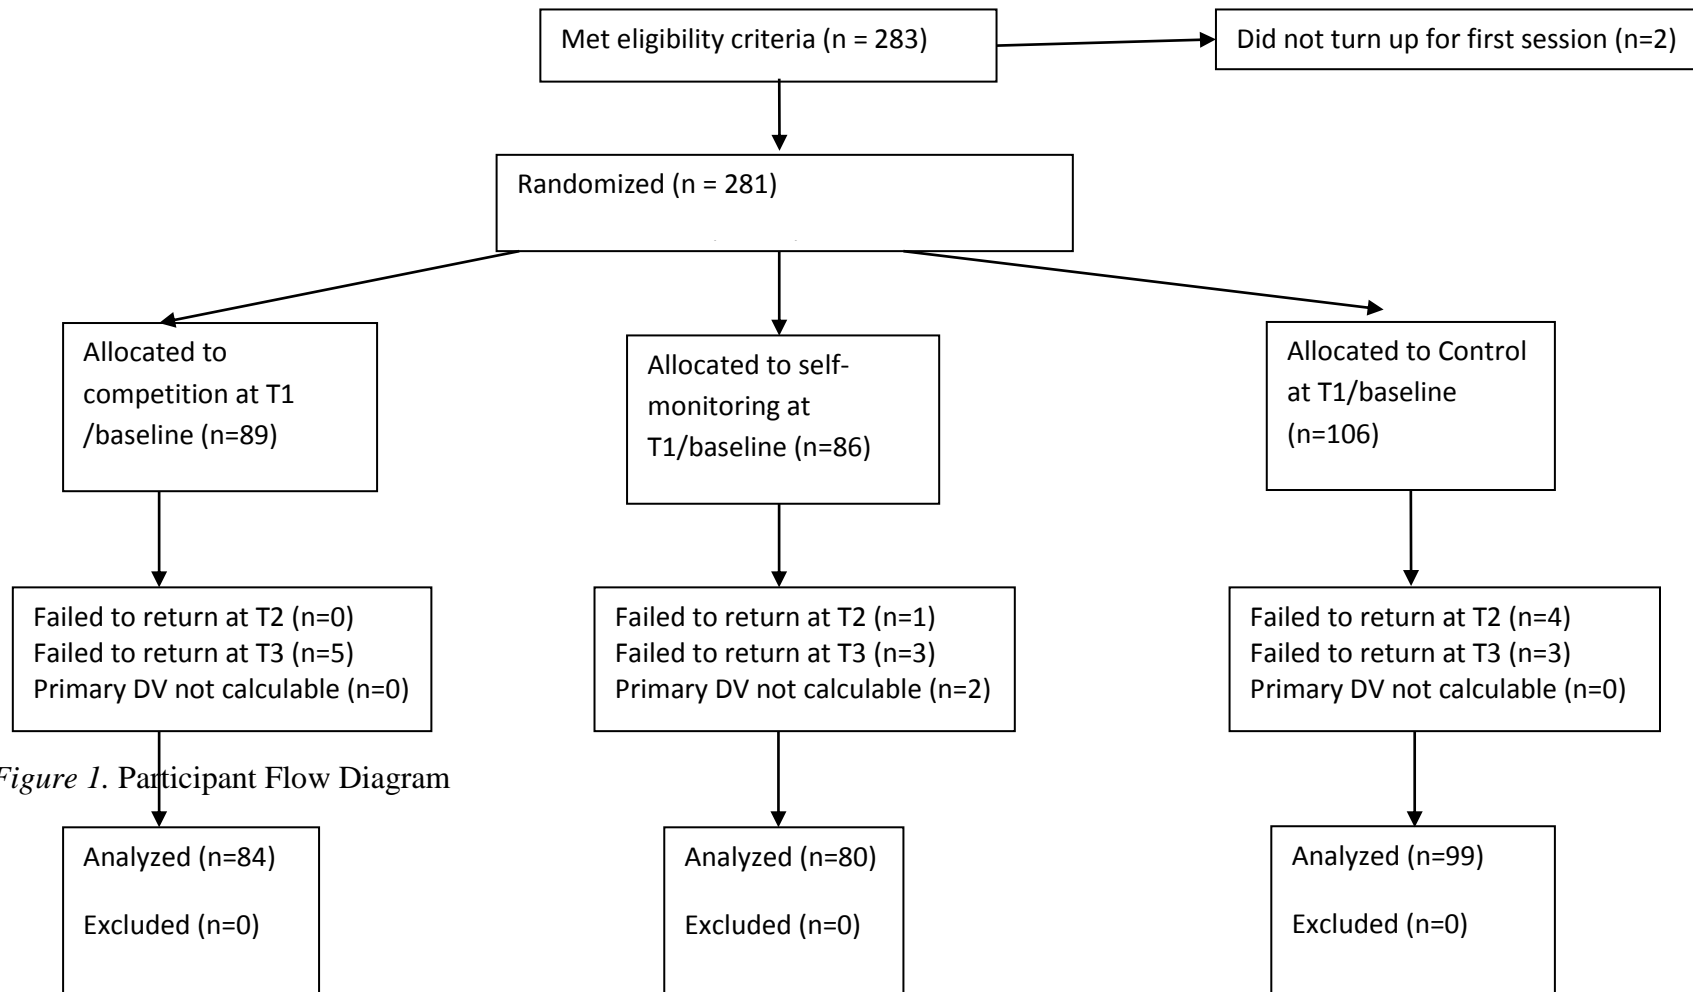 Met eligibility criteria (n = 283)
Did not turn up for first session (n=2)
Randomized (n = 281)
Allocated to
competition at T1
/baseline (n=89)
Allocated to self-
monitoring at
T1/baseline (n=86)
Allocated to Control
at T1/baseline
(n=106)
Failed to return at T2 (n=0)
Failed to return at T3 (n=5)
Primary DV not calculable (n=0)
Failed to return at T2 (n=1)
Failed to return at T3 (n=3)
Primary DV not calculable (n=2)
Failed to return at T2 (n=4)
Failed to return at T3 (n=3)
Primary DV not calculable (n=0)
Figure 1. Participant Flow Diagram
Analyzed (n=84)
Excluded (n=0)
Analyzed (n=80)
Excluded (n=0)
Analyzed (n=99)
Excluded (n=0)